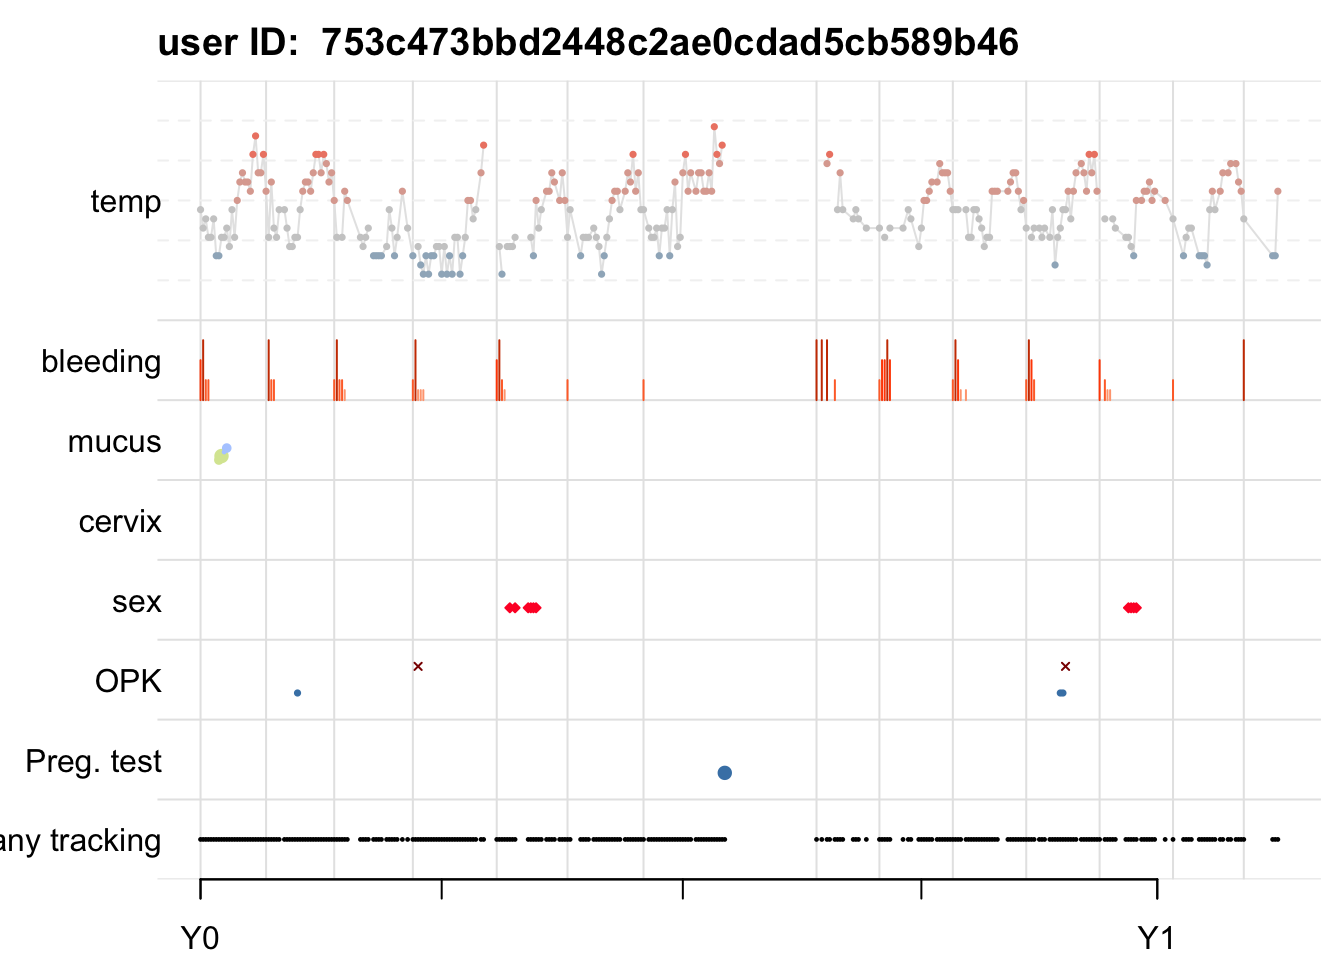 user ID:  753c473bbd2448c2ae0cdad5cb589b46
temp
bleeding
mucus
cervix
sex
OPK
Preg. test
any tracking
Y0
Y1